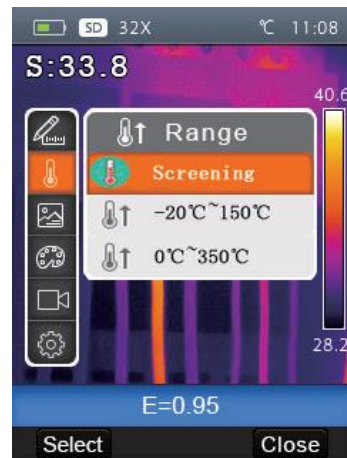 SD 32X ℃ 11:08
S:33.8
40.6
Range
Screening
-20℃~150℃
0℃~350℃
28.2
E=0.95
Select Close